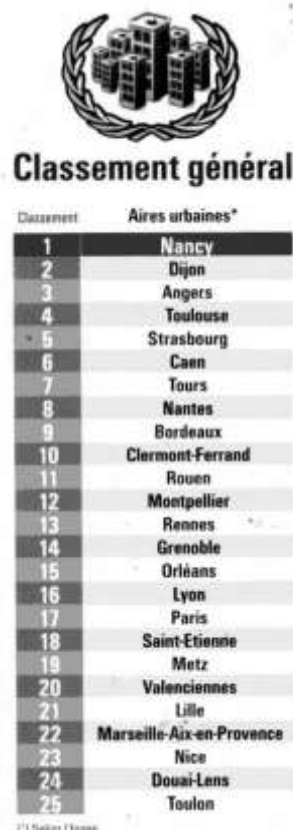 Classement général
Classement Aires urbaines*
1 Nancy
2 Dijon
3 Angers
4 Toulouse
5 Strasbourg
6 Caen
7 Tours
8 Nantes
9 Bordeaux
10 Clermont-Ferrand
11 Rouen
12 Montpellier
13 Rennes
14 Grenoble
15 Orléans
16 Lyon
17 Paris
18 Saint-Etienne
19 Metz
20 Valenciennes
21 Lille
22 Marseille-Aix-en-Provence
23 Nice
24 Douai-Lens
25 Toulon
(*) Selon